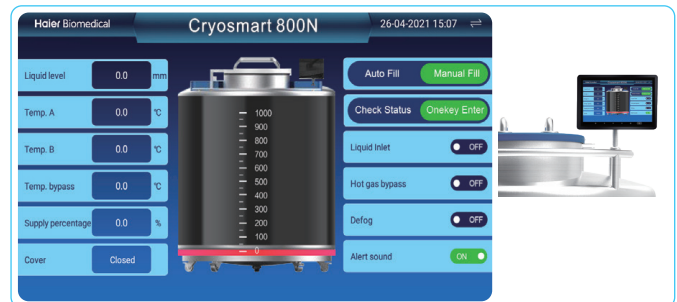 Haier Biomedical
Cryosmart 800N
26-04-2021 15:07
Liquid level 0.0 mm
Temp. A 0.0 ℃
Temp. B 0.0 ℃
Temp. bypass 0.0 ℃
Supply percentage 0.0 %
Cover Closed
1000
900
800
700
600
500
400
300
200
100
0
Auto Fill Manual Fill
Check Status Onekey Enter
Liquid Inlet OFF
Hot gas bypass OFF
Defog OFF
Alert sound ON